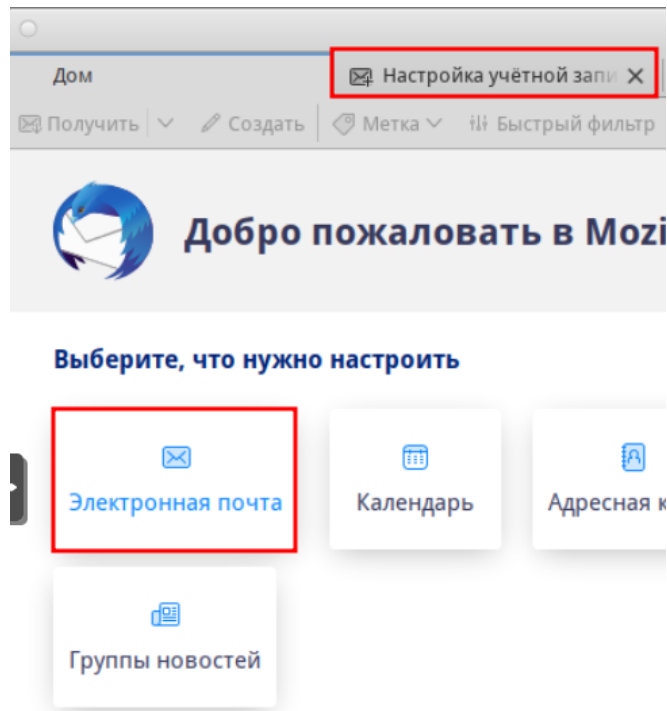 Дом
Настройка учётной запи
Получить
Создать
Метка
Быстрый фильтр
Добро пожаловать в Mozi
Выберите, что нужно настроить
Электронная почта
Календарь
Адресная к
Группы новостей